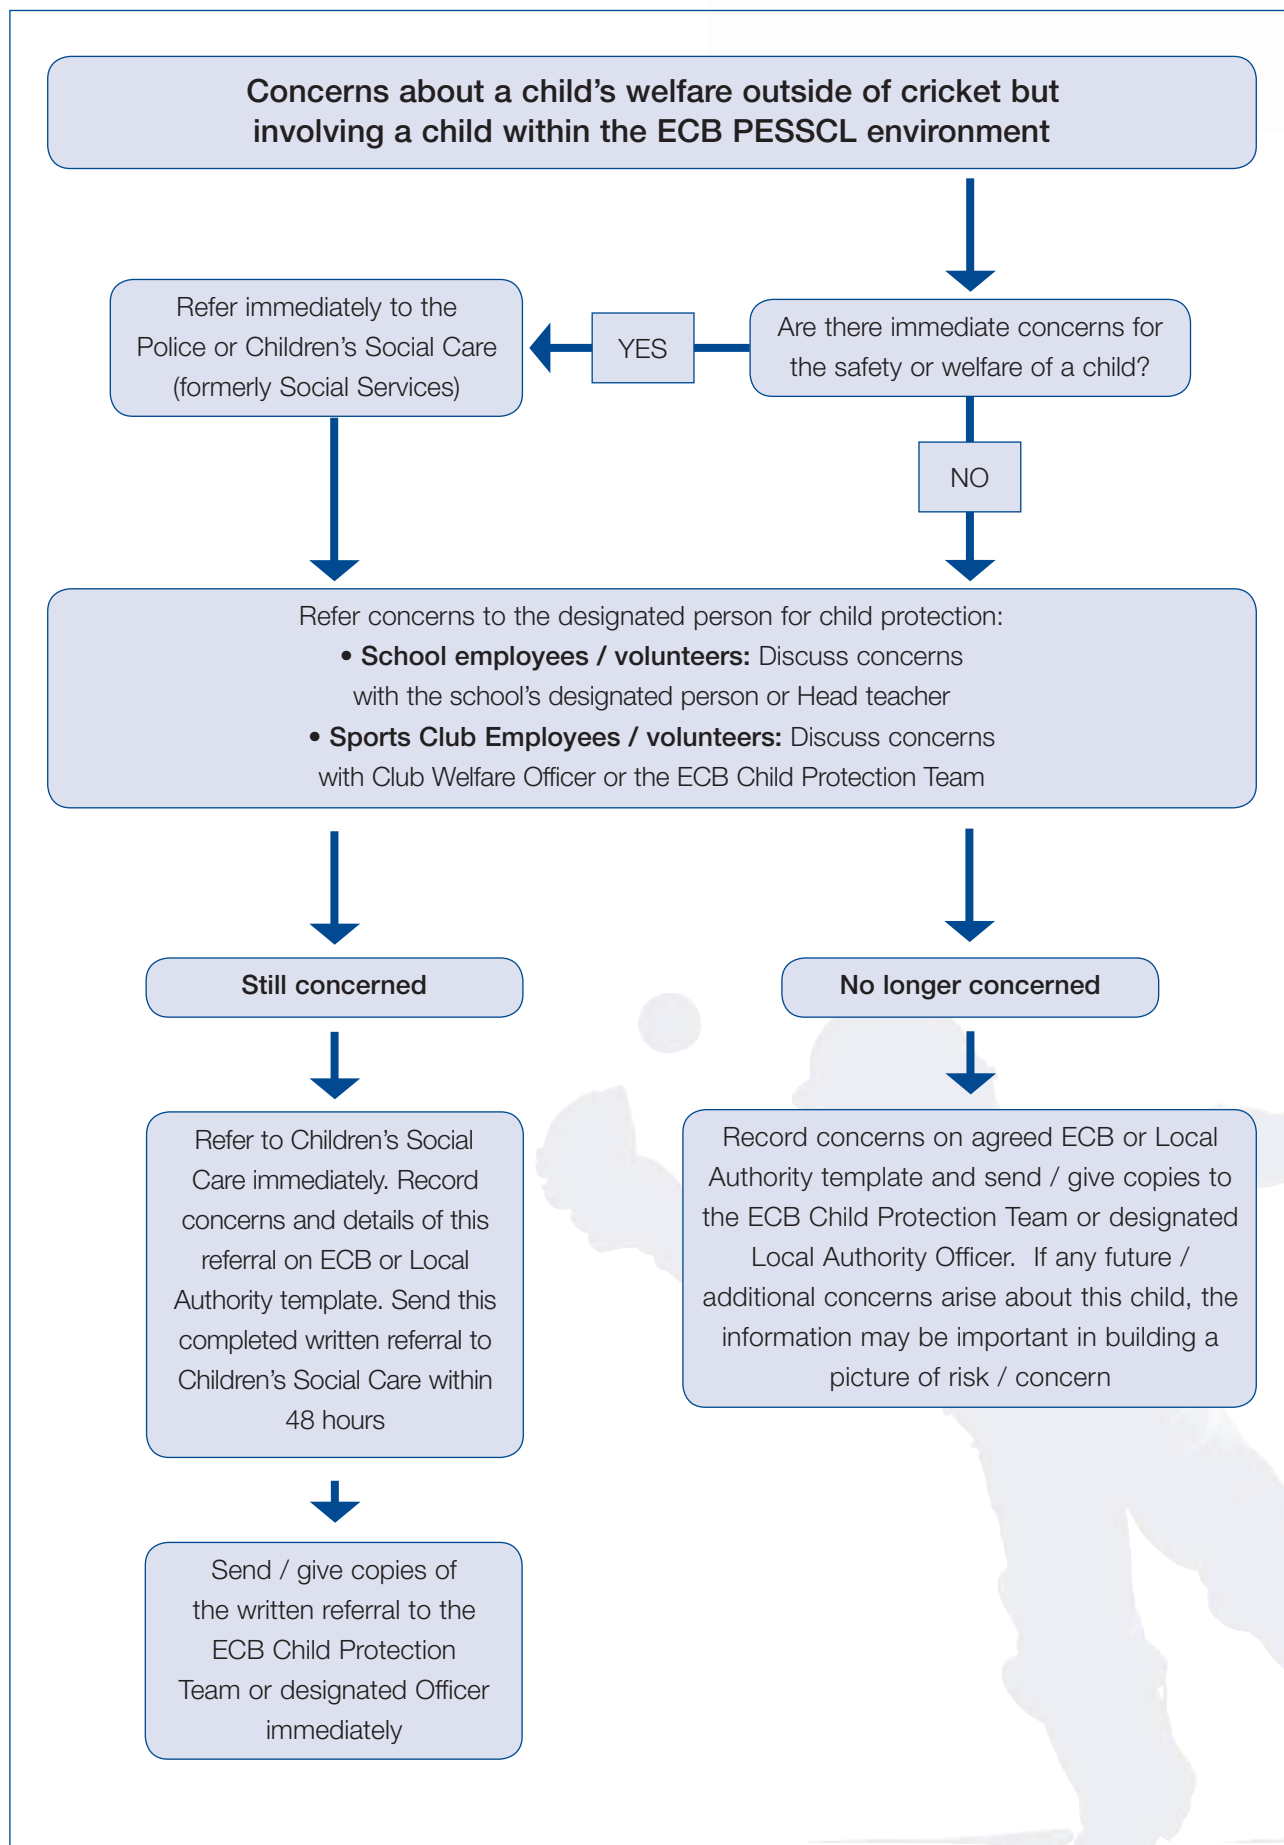 Concerns about a child’s welfare outside of cricket but
involving a child within the ECB PESSCL environment
Refer immediately to the
Police or Children’s Social Care
(formerly Social Services)
YES
Are there immediate concerns for
the safety or welfare of a child?
NO
Refer concerns to the designated person for child protection:
• School employees / volunteers: Discuss concerns
with the school’s designated person or Head teacher
• Sports Club Employees / volunteers: Discuss concerns
with Club Welfare Officer or the ECB Child Protection Team
Still concerned
No longer concerned
Refer to Children’s Social
Care immediately. Record
concerns and details of this
referral on ECB or Local
Authority template. Send this
completed written referral to
Children’s Social Care within
48 hours
Record concerns on agreed ECB or Local
Authority template and send / give copies to
the ECB Child Protection Team or designated
Local Authority Officer.  If any future /
additional concerns arise about this child, the
information may be important in building a
picture of risk / concern
Send / give copies of
the written referral to the
ECB Child Protection
Team or designated Officer
immediately